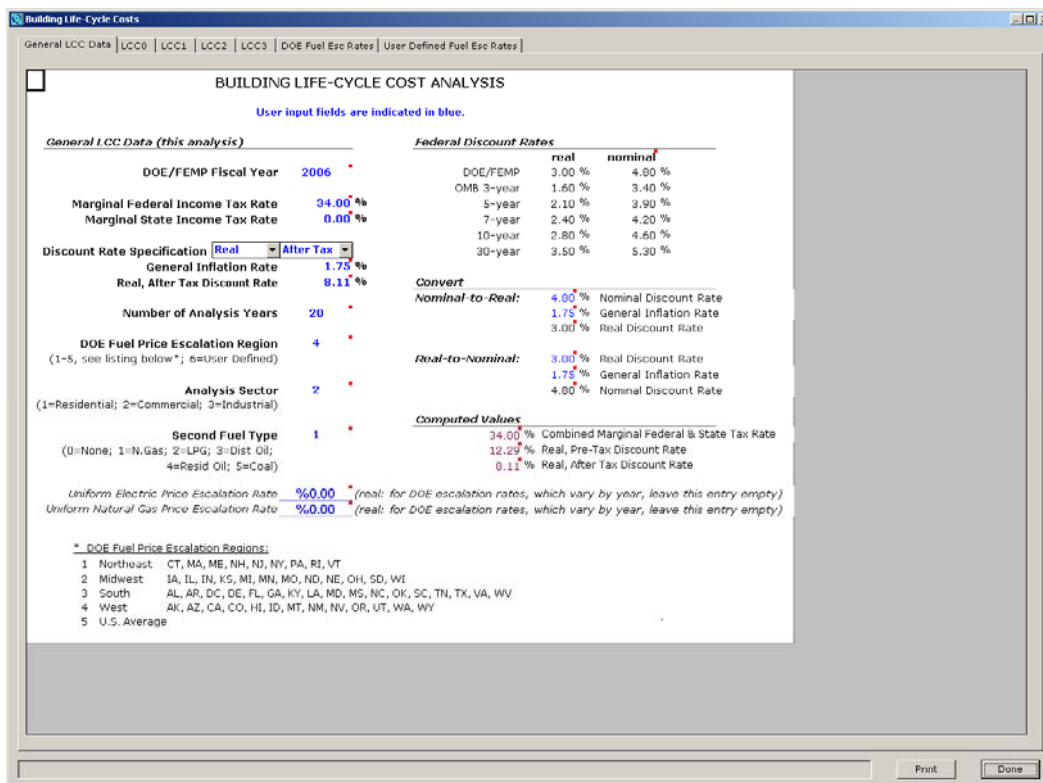 Building Life-Cycle Costs
General LCC Data LCC0 LCC1 LCC2 LCC3 DOE Fuel Esc Rates User Defined Fuel Esc Rates
BUILDING LIFE-CYCLE COST ANALYSIS
User input fields are indicated in blue.
General LCC Data (this analysis)
DOE/FEMP Fiscal Year 2006
Marginal Federal Income Tax Rate 34.00 %
Marginal State Income Tax Rate 0.00 %
Discount Rate Specification Real After Tax
General Inflation Rate 1.75 %
Real, After Tax Discount Rate 8.11 %
Number of Analysis Years 20
DOE Fuel Price Escalation Region 4
(1-5, see listing below*; 6=User Defined)
Analysis Sector 2
(1=Residential; 2=Commercial; 3=Industrial)
Second Fuel Type 1
(0=None; 1=N.Gas; 2=LPG; 3=Dist Oil;
4=Resid Oil; 5=Coal)
Federal Discount Rates
real nominal
DOE/FEMP 3.00 % 4.80 %
OMB 3-year 1.60 % 3.40 %
5-year 2.10 % 3.90 %
7-year 2.40 % 4.20 %
10-year 2.80 % 4.60 %
30-year 3.50 % 5.30 %
Convert
Nominal-to-Real: 4.80 % Nominal Discount Rate
1.75 % General Inflation Rate
3.00 % Real Discount Rate
Real-to-Nominal: 3.00 % Real Discount Rate
1.75 % General Inflation Rate
4.80 % Nominal Discount Rate
Computed Values
34.00 % Combined Marginal Federal & State Tax Rate
12.29 % Real, Pre-Tax Discount Rate
8.11 % Real, After Tax Discount Rate
Uniform Electric Price Escalation Rate %0.00 (real: for DOE escalation rates, which vary by year, leave this entry empty)
Uniform Natural Gas Price Escalation Rate %0.00 (real: for DOE escalation rates, which vary by year, leave this entry empty)
* DOE Fuel Price Escalation Regions:
1 Northeast CT, MA, ME, NH, NJ, NY, PA, RI, VT
2 Midwest IA, IL, IN, KS, MI, MN, MO, ND, NE, OH, SD, WI
3 South AL, AR, DC, DE, FL, GA, KY, LA, MD, MS, NC, OK, SC, TN, TX, VA, WV
4 West AK, AZ, CA, CO, HI, ID, MT, NM, NV, OR, UT, WA, WY
5 U.S. Average
Print Done